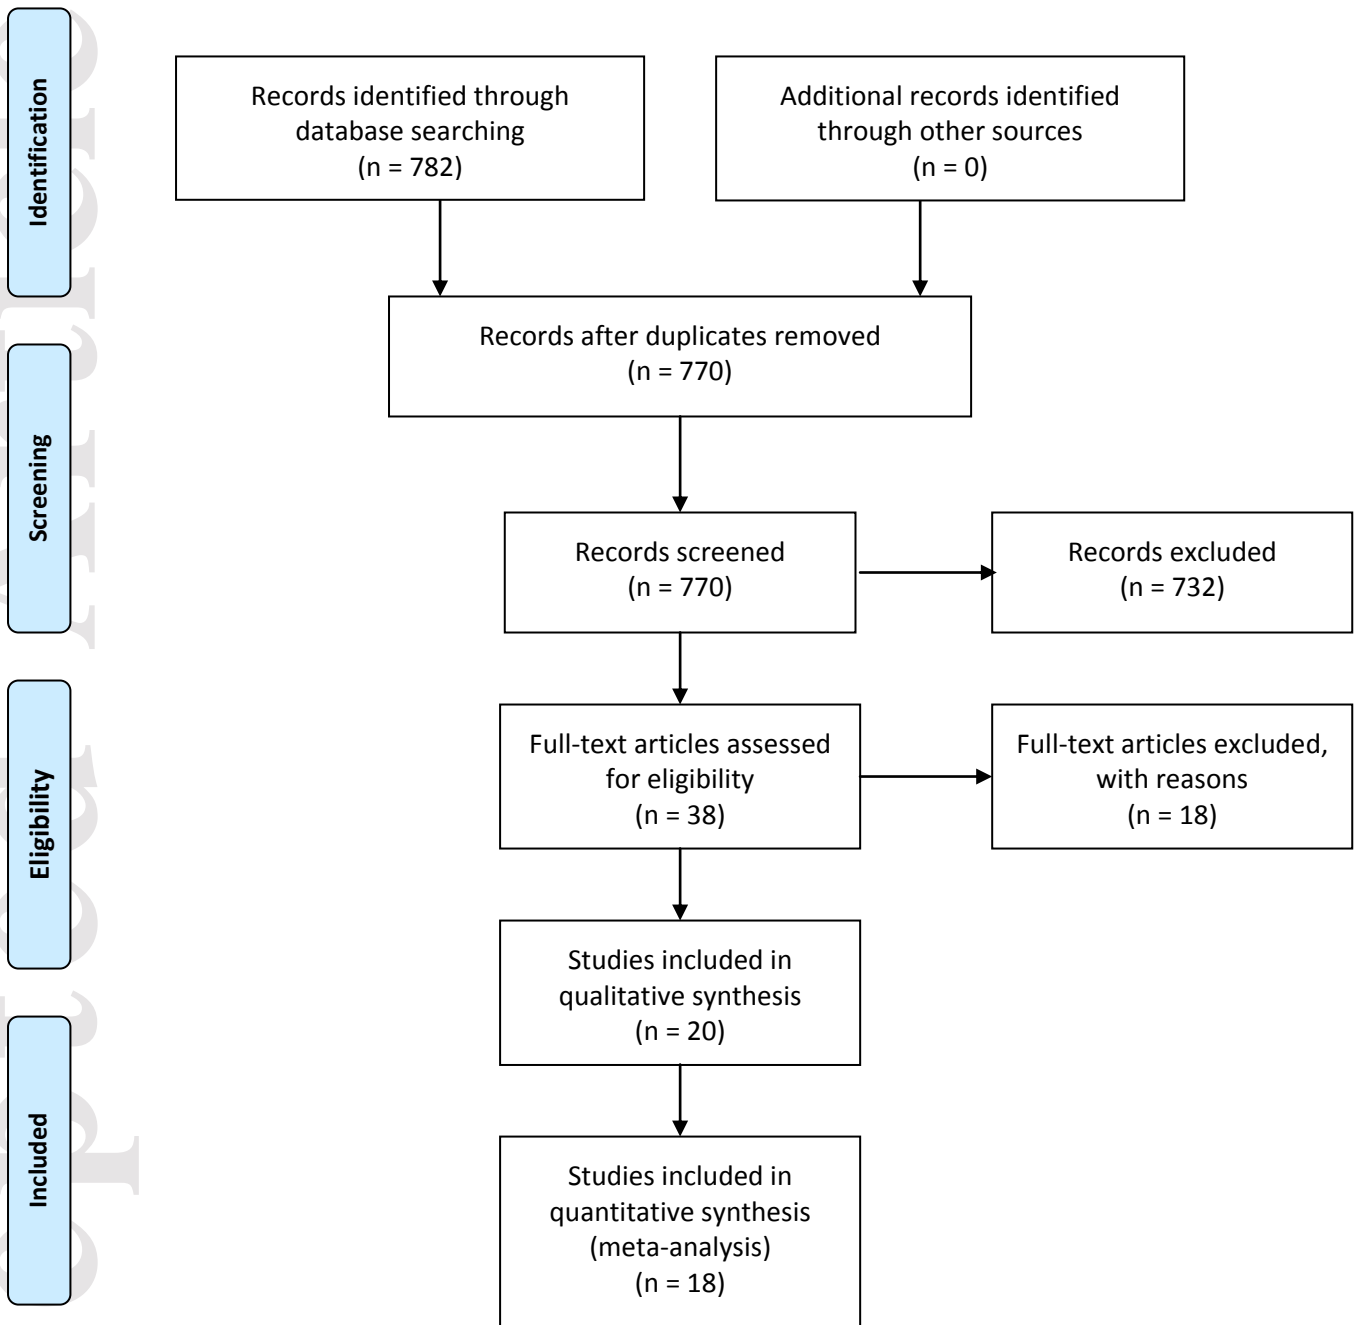 Identification
Records identified through
database searching
(n = 782)
Additional records identified
through other sources
(n = 0)
Records after duplicates removed
(n = 770)
Screening
Records screened
(n = 770)
Records excluded
(n = 732)
Eligibility
Full-text articles assessed
for eligibility
(n = 38)
Full-text articles excluded,
with reasons
(n = 18)
Included
Studies included in
qualitative synthesis
(n = 20)
Studies included in
quantitative synthesis
(meta-analysis)
(n = 18)